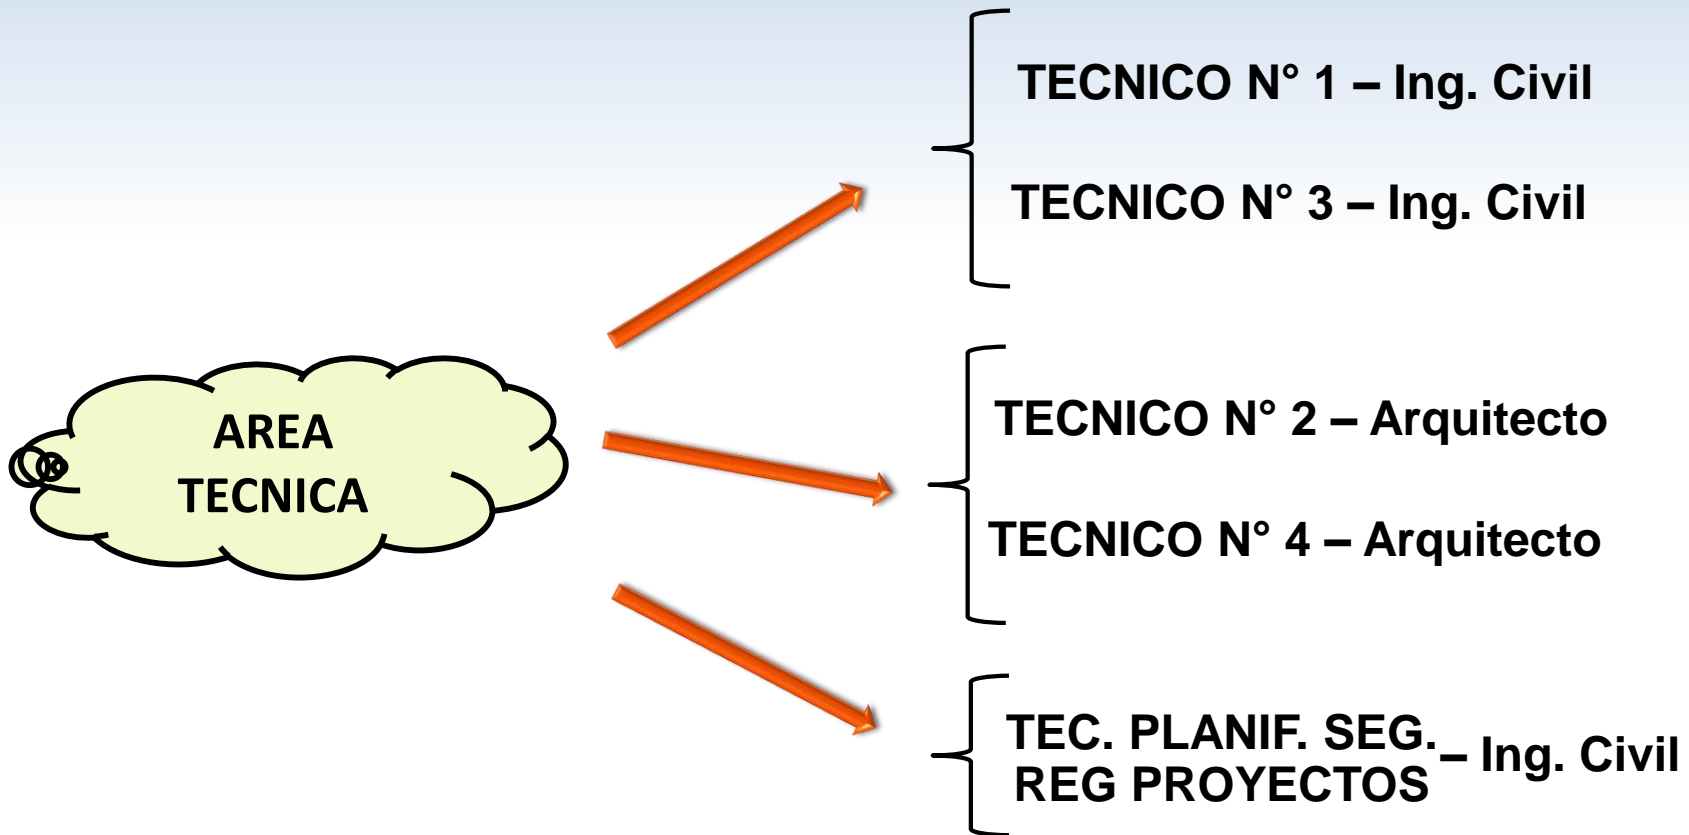 TECNICO N° 1 – Ing. Civil
TECNICO N° 3 – Ing. Civil
AREA
TECNICA
TECNICO N° 2 – Arquitecto
TECNICO N° 4 – Arquitecto
TEC. PLANIF. SEG.
REG PROYECTOS
– Ing. Civil